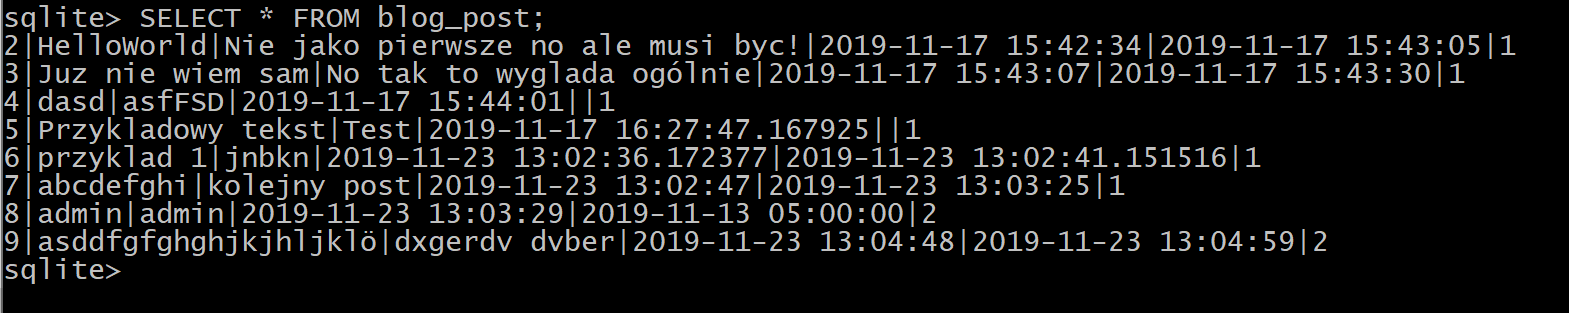 sqlite> SELECT * FROM blog_post;
2|HelloWorld|Nie jako pierwsze no ale musi byc!|2019-11-17 15:42:34|2019-11-17 15:43:05|1
3|Juz nie wiem sam|No tak to wyglada ogólnie|2019-11-17 15:43:07|2019-11-17 15:43:30|1
4|dasd|asfFSD|2019-11-17 15:44:01||1
5|Przykladowy tekst|Test|2019-11-17 16:27:47.167925||1
6|przyklad 1|jnbkn|2019-11-23 13:02:36.172377|2019-11-23 13:02:41.151516|1
7|abcdefghi|kolejny post|2019-11-23 13:02:47|2019-11-23 13:03:25|1
8|admin|admin|2019-11-23 13:03:29|2019-11-13 05:00:00|2
9|asddfgfghghjkjhljklö|dxgerdv dvber|2019-11-23 13:04:48|2019-11-23 13:04:59|2
sqlite>